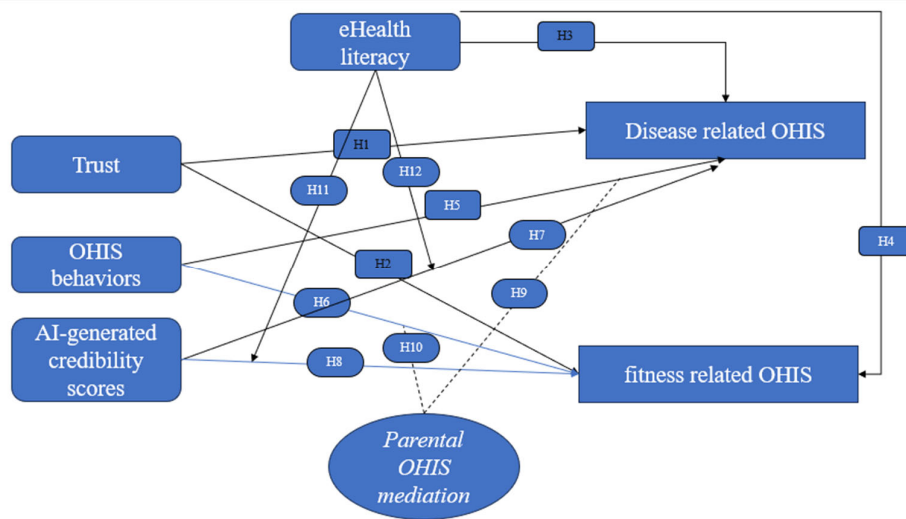 eHealth
literacy
H3
Disease related OHIS
H1
Trust
H12
H11
H5
H7
H4
OHIS
behaviors
H2
H9
H6
AI-generated
credibility
scores
H10
H8
fitness related OHIS
Parental
OHIS
mediation